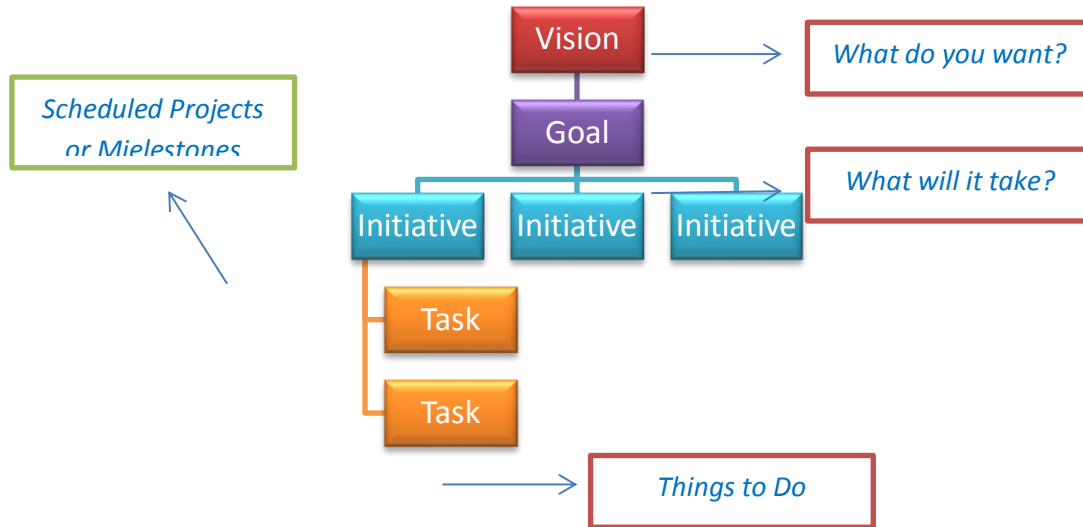 Vision
What do you want?
Scheduled Projects
or Mielestones
Goal
What will it take?
Initiative Initiative Initiative
Task
Task
Things to Do